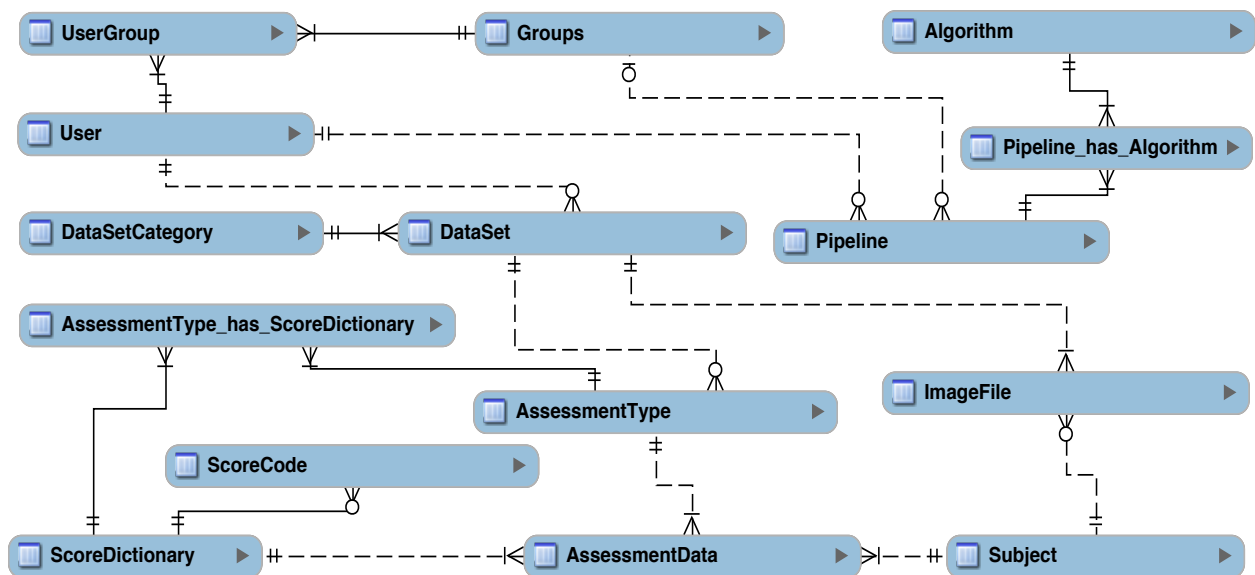 UserGroup
Groups
Algorithm
User
Pipeline_has_Algorithm
DataSetCategory
DataSet
Pipeline
AssessmentType_has_ScoreDictionary
ImageFile
AssessmentType
ScoreCode
ScoreDictionary
AssessmentData
Subject